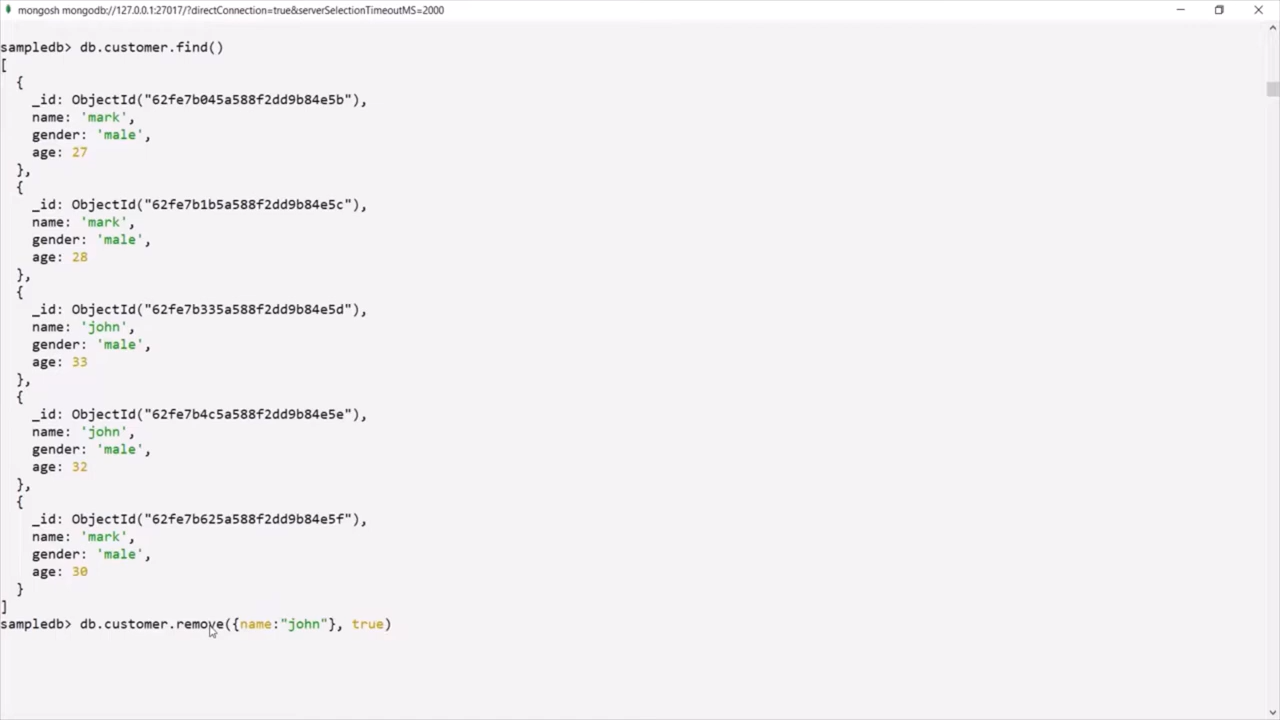 mongosh mongodb://127.0.0.1:27017/?directConnection=true&serverSelectionTimeoutMS=2000
sampledb> db.customer.find()
[
  {
    _id: ObjectId("62fe7b045a588f2dd9b84e5b"),
    name: 'mark',
    gender: 'male',
    age: 27
  },
  {
    _id: ObjectId("62fe7b1b5a588f2dd9b84e5c"),
    name: 'mark',
    gender: 'male',
    age: 28
  },
  {
    _id: ObjectId("62fe7b335a588f2dd9b84e5d"),
    name: 'john',
    gender: 'male',
    age: 33
  },
  {
    _id: ObjectId("62fe7b4c5a588f2dd9b84e5e"),
    name: 'john',
    gender: 'male',
    age: 32
  },
  {
    _id: ObjectId("62fe7b625a588f2dd9b84e5f"),
    name: 'mark',
    gender: 'male',
    age: 30
  }
]
sampledb> db.customer.remove({name:"john"}, true)